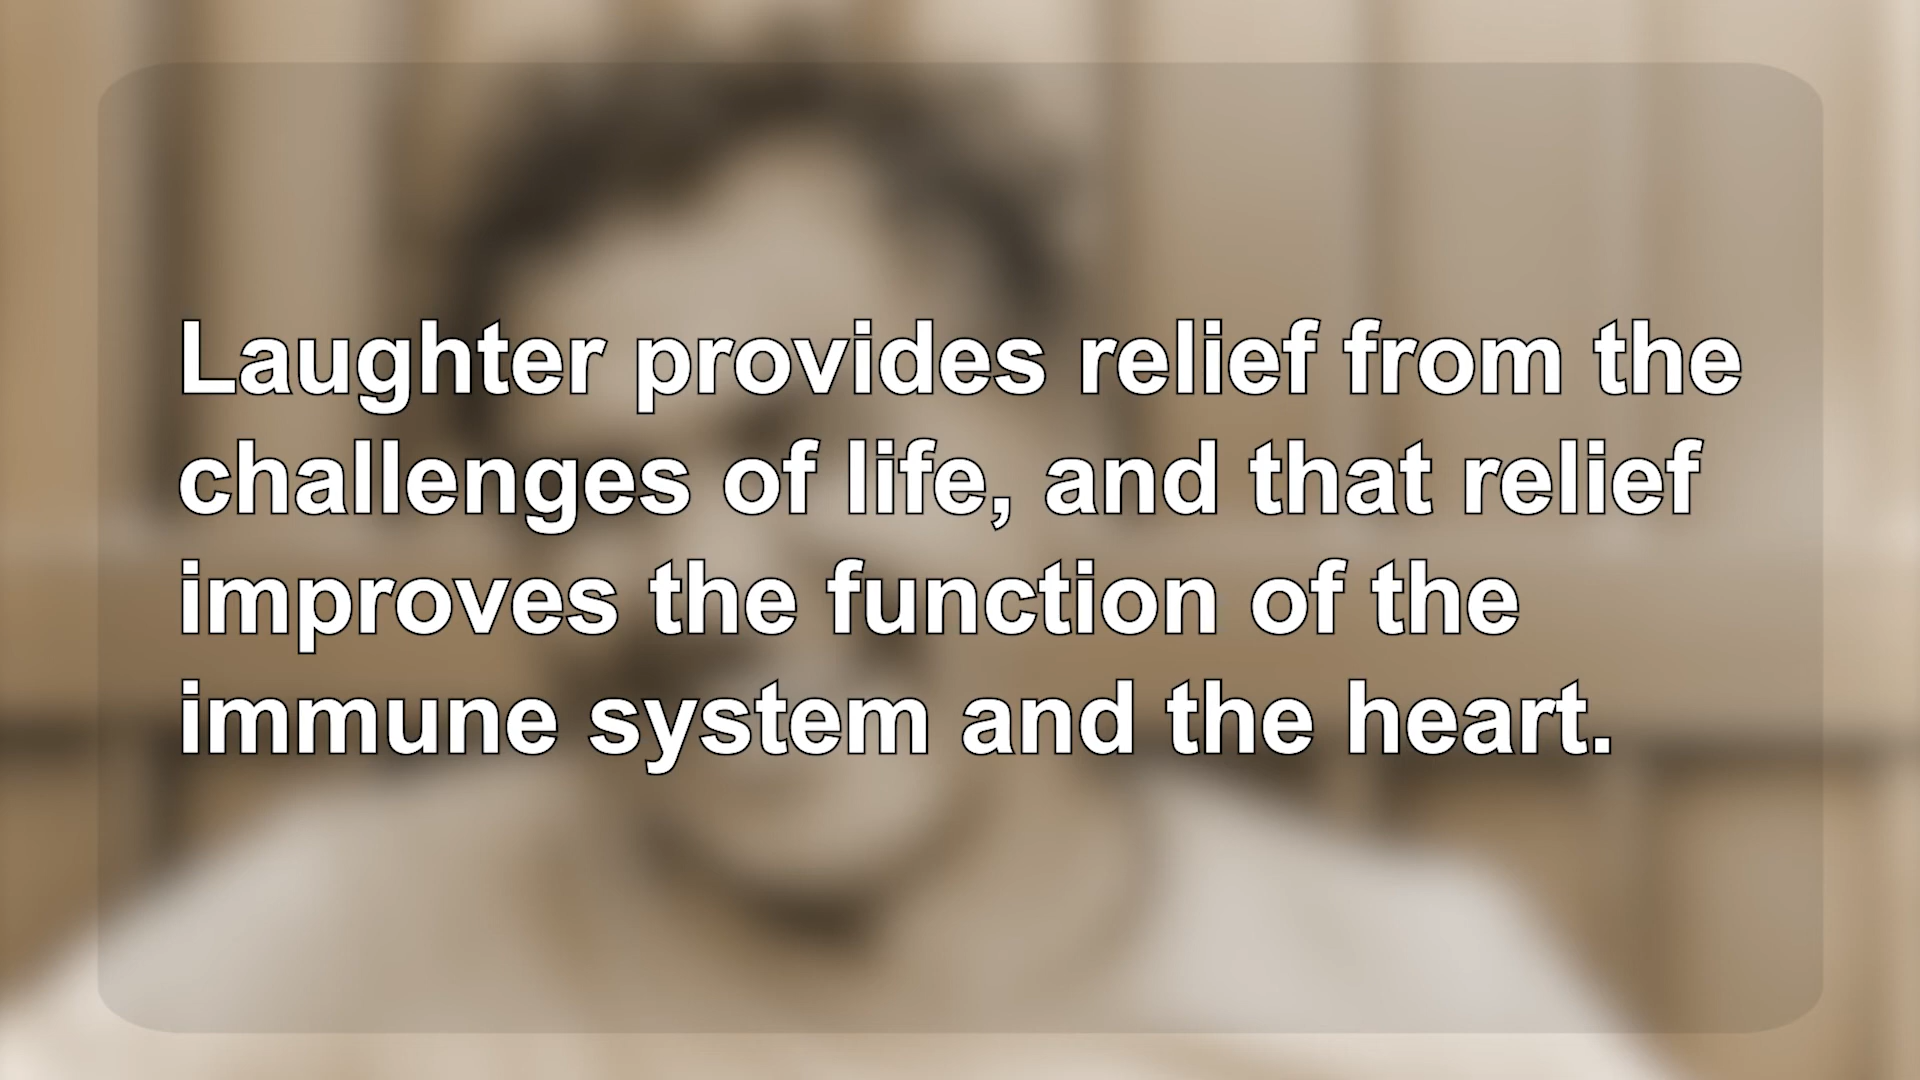 Laughter provides relief from the
challenges of life, and that relief
improves the function of the
immune system and the heart.